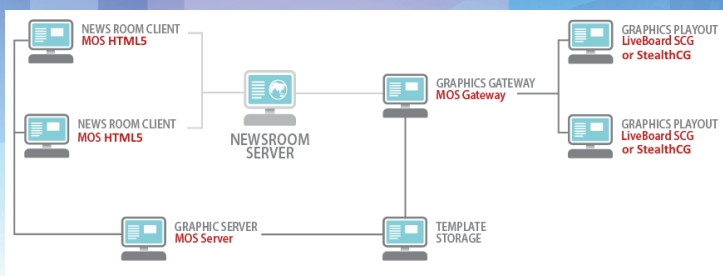 NEWS ROOM CLIENT
MOS HTML5
GRAPHICS PLAYOUT
LiveBoard SCG
or StealthCG
GRAPHICS GATEWAY
MOS Gateway
NEWS ROOM CLIENT
MOS HTML5
NEWSROOM
SERVER
GRAPHICS PLAYOUT
LiveBoard SCG
or StealthCG
GRAPHIC SERVER
MOS Server
TEMPLATE
STORAGE